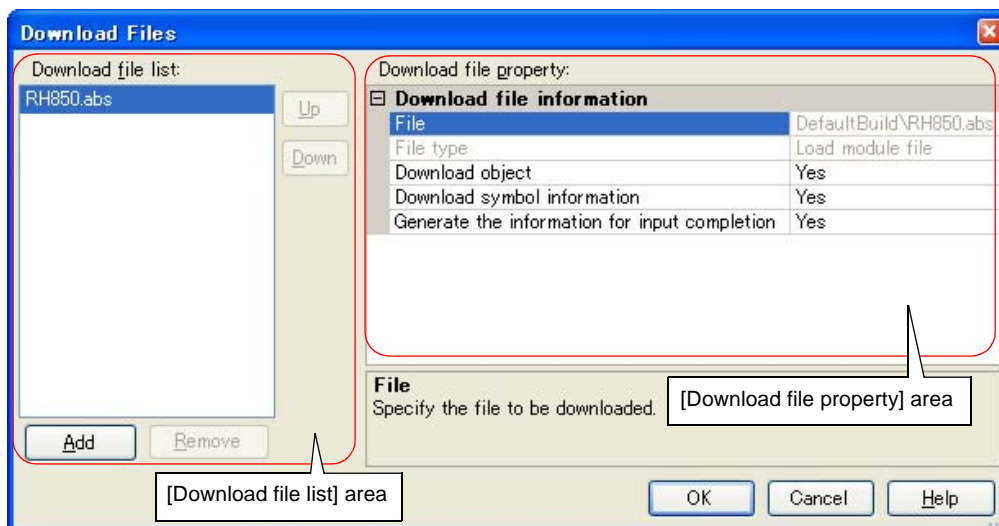 Download Files
Download file list:
RH850.abs
Up
Down
Add
Remove
[Download file list] area
Download file property:
Download file information
File DefaultBuild\RH850.abs
File type Load module file
Download object Yes
Download symbol information Yes
Generate the information for input completion Yes
File
Specify the file to be downloaded.
[Download file property] area
OK Cancel Help